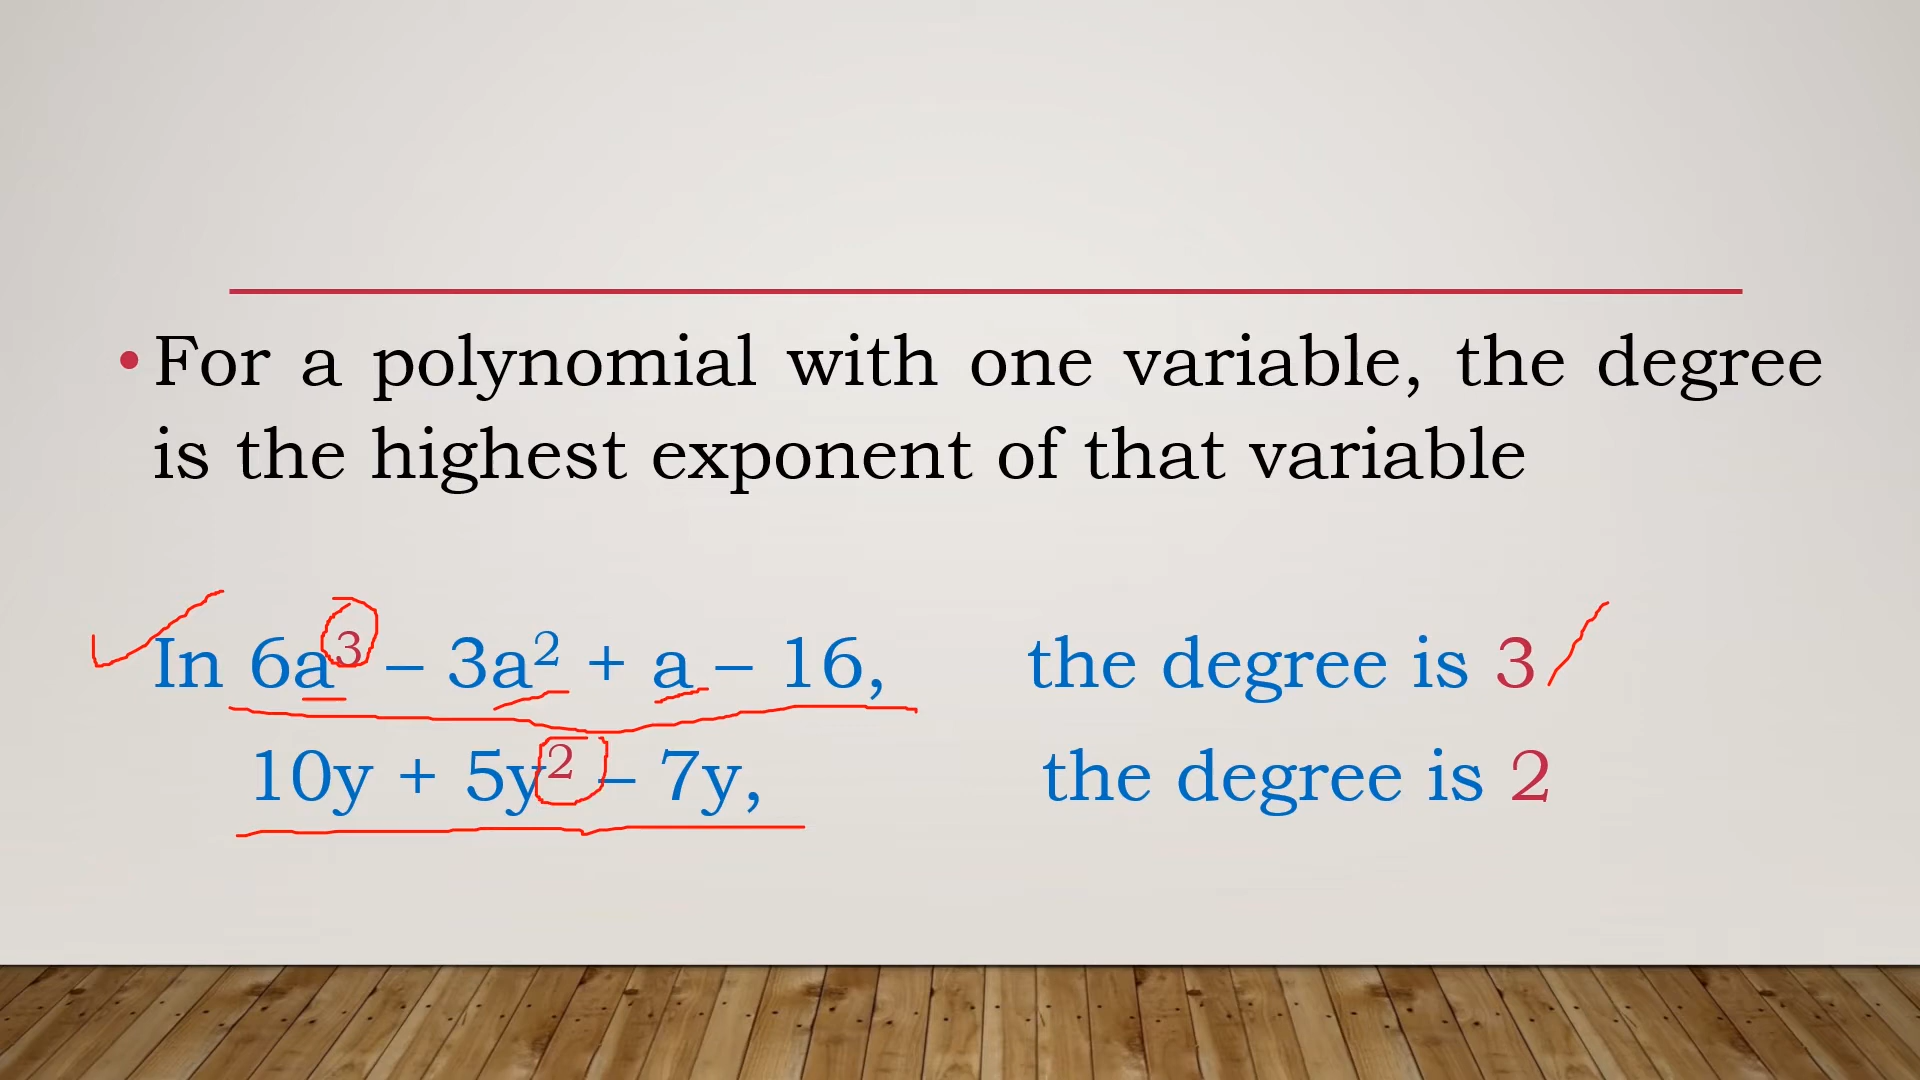 • For a polynomial with one variable, the degree
is the highest exponent of that variable
In 6a³ – 3a² + a – 16, the degree is 3
10y + 5y² – 7y, the degree is 2